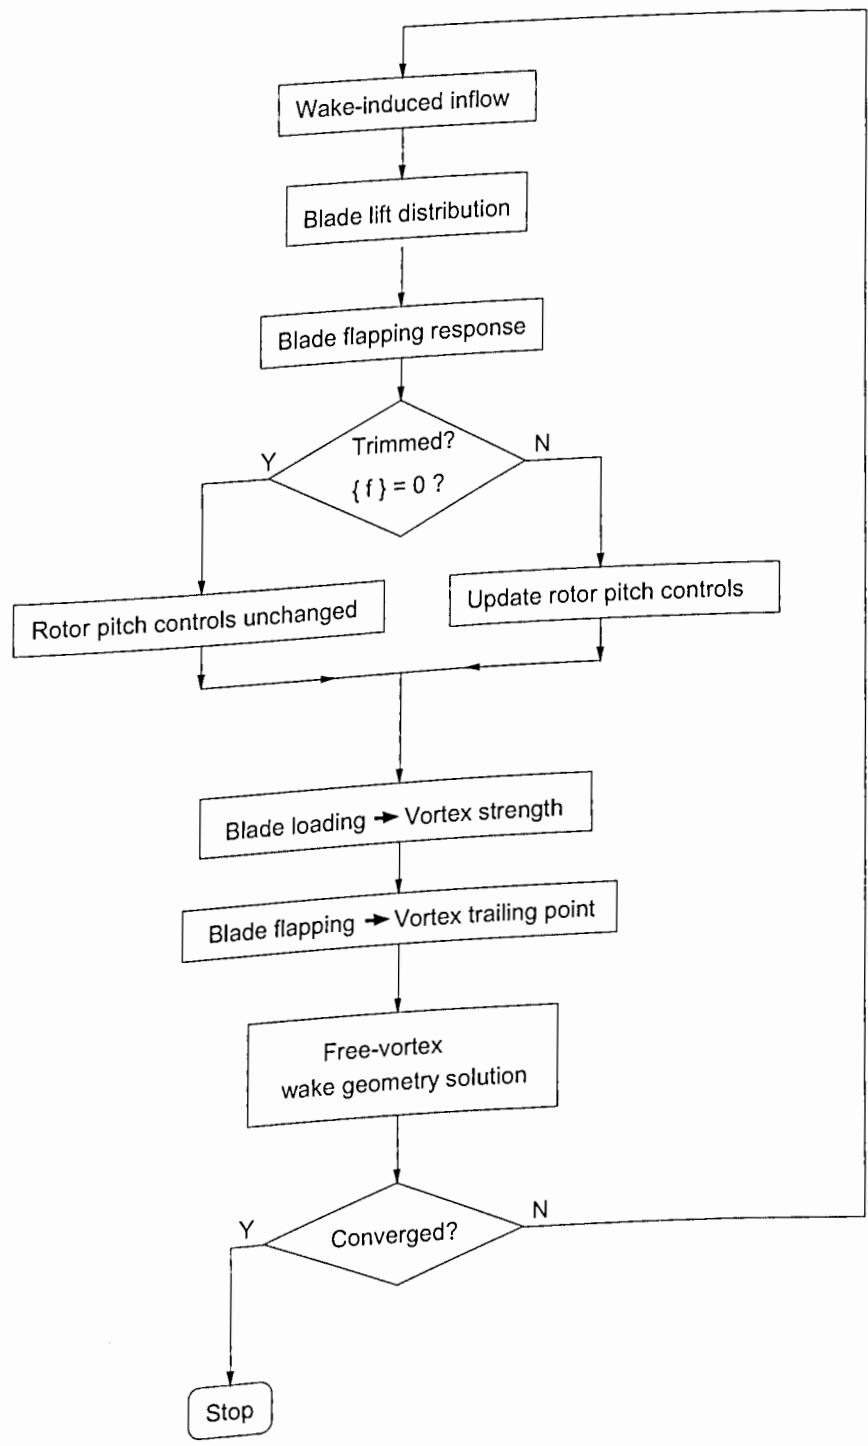 Wake-induced inflow
Blade lift distribution
Blade flapping response
Trimmed?
{ f } = 0 ?
Y
N
Rotor pitch controls unchanged
Update rotor pitch controls
Blade loading → Vortex strength
Blade flapping → Vortex trailing point
Free-vortex
wake geometry solution
Converged?
Y
N
Stop